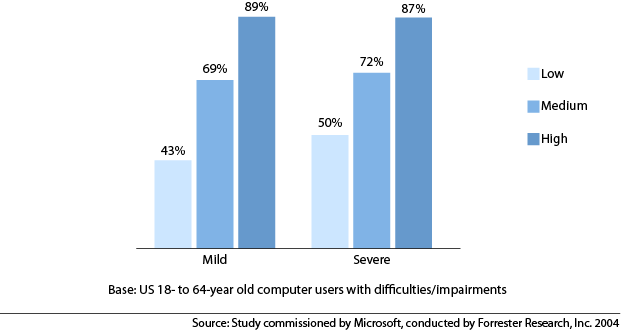 89%
87%
69%
72%
43%
50%
Low
Medium
High
Mild
Severe
Base: US 18- to 64-year old computer users with difficulties/impairments
Source: Study commissioned by Microsoft, conducted by Forrester Research, Inc. 2004